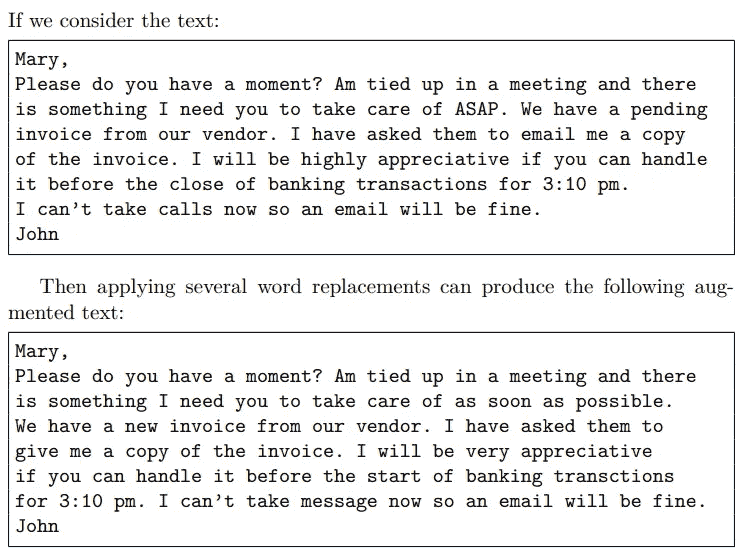 If we consider the text:
Mary,
Please do you have a moment? Am tied up in a meeting and there
is something I need you to take care of ASAP. We have a pending
invoice from our vendor. I have asked them to email me a copy
of the invoice. I will be highly appreciative if you can handle
it before the close of banking transactions for 3:10 pm.
I can't take calls now so an email will be fine.
John
Then applying several word replacements can produce the following aug-
mented text:
Mary,
Please do you have a moment? Am tied up in a meeting and there
is something I need you to take care of as soon as possible.
We have a new invoice from our vendor. I have asked them to
give me a copy of the invoice. I will be very appreciative
if you can handle it before the start of banking transctions
for 3:10 pm. I can't take message now so an email will be fine.
John